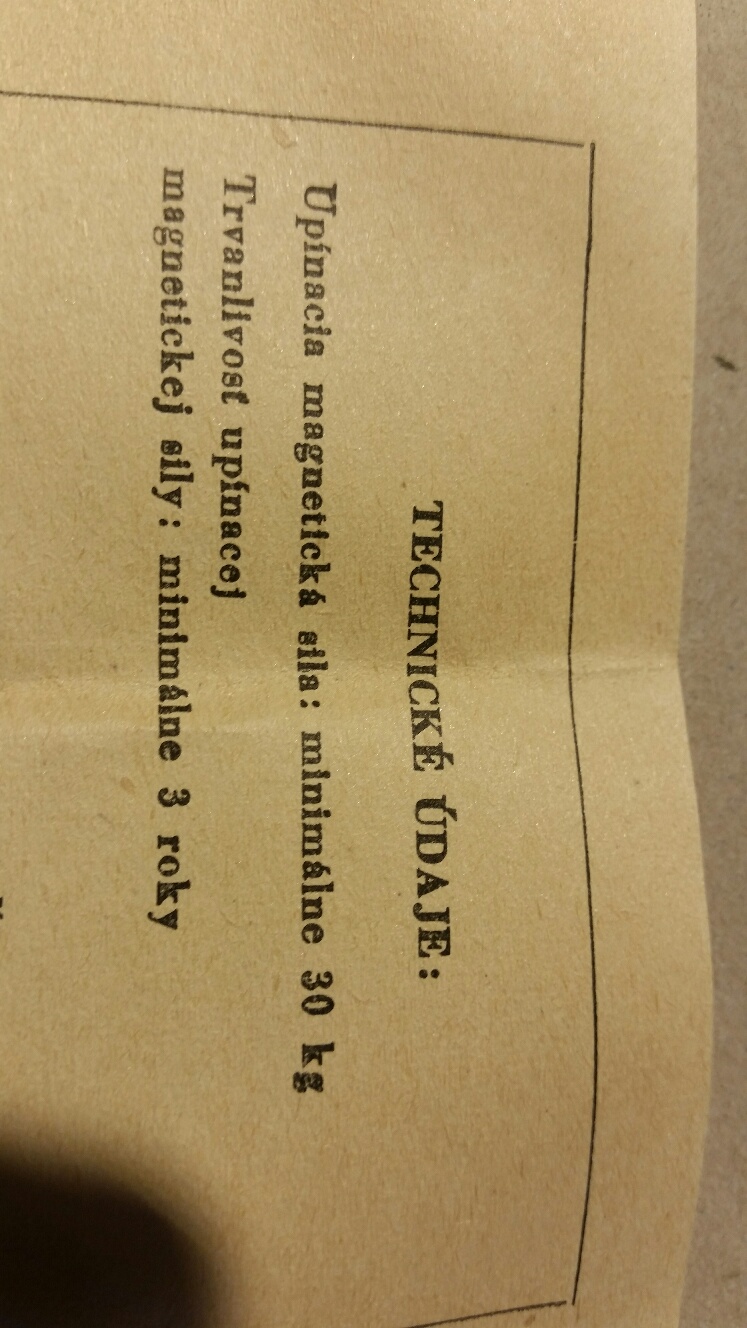 TECHNICKÉ ÚDAJE:
Upínacia magnetická sila: minimálne 30 kg
Trvanlivosť upínacej
magnetickej sily: minimálne 3 roky